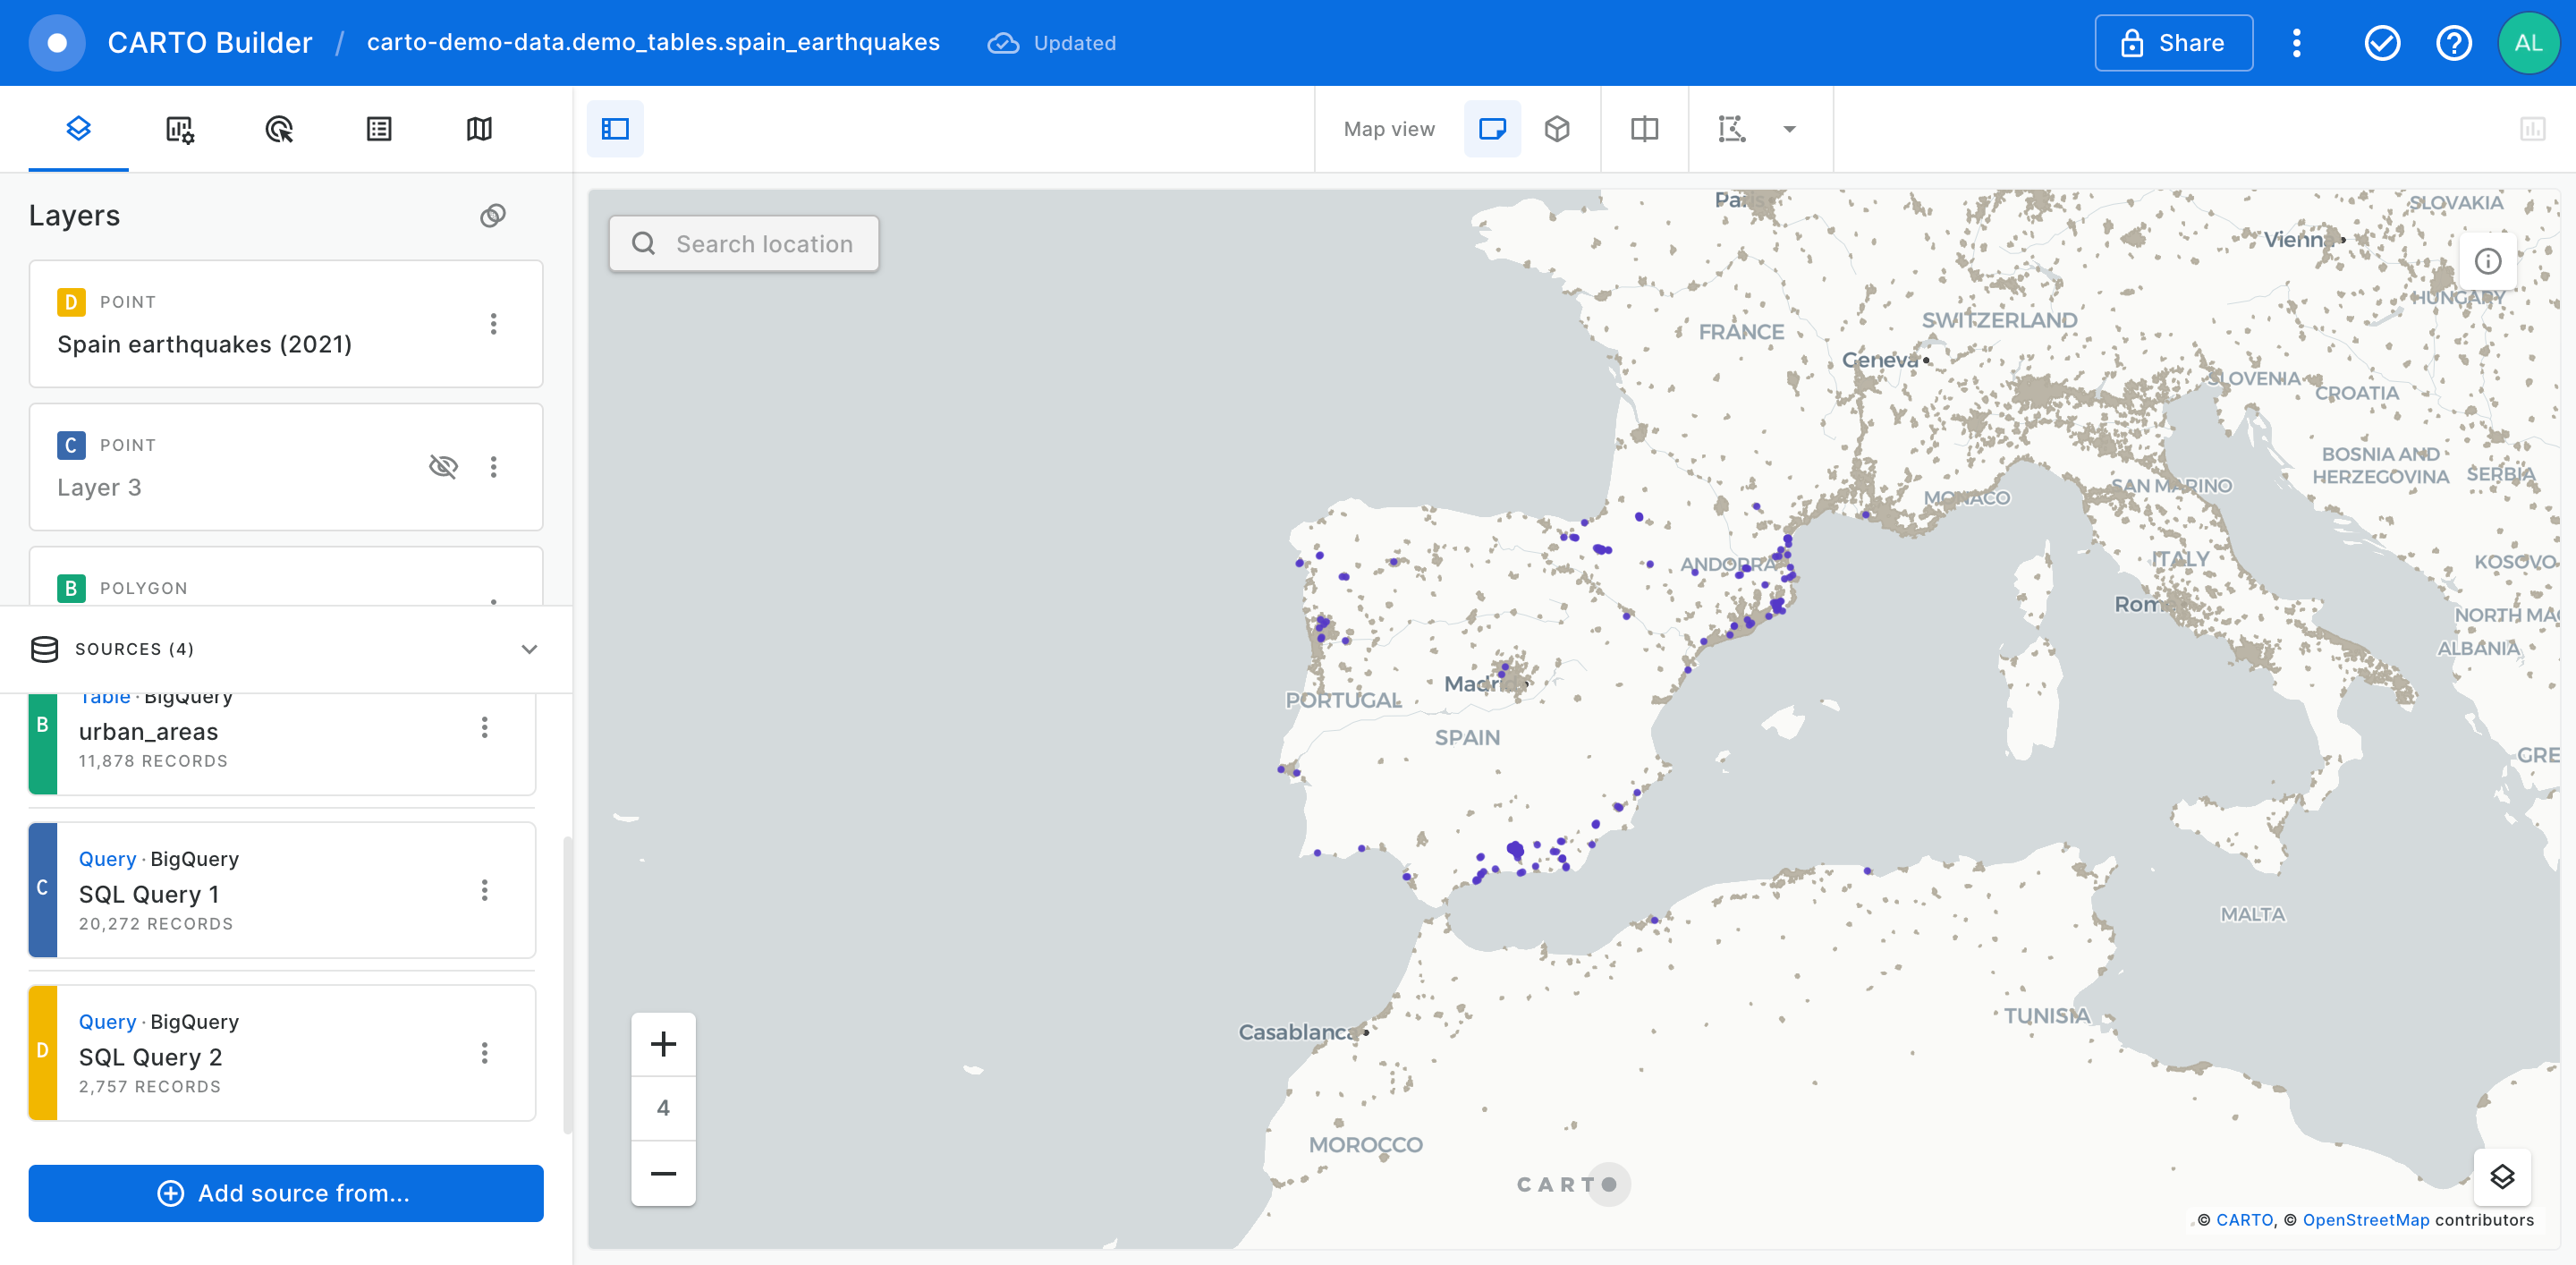 CARTO Builder / carto-demo-data.demo_tables.spain_earthquakes Updated
Share
AL
Map view
Layers
D POINT
Spain earthquakes (2021)
C POINT
Layer 3
B POLYGON
SOURCES (4)
Table · BigQuery
B
urban_areas
11,878 RECORDS
Query · BigQuery
C
SQL Query 1
20,272 RECORDS
Query · BigQuery
D
SQL Query 2
2,757 RECORDS
Add source from...
Search location
Paris
SLOVAKIA
Vienna
HUNGARY
SWITZERLAND
FRANCE
Geneva
SLOVENIA
CROATIA
BOSNIA AND
HERZEGOVINA
SERBIA
SAN MARINO
MONACO
ITALY
KOSOVO
ANDORRA
Rom
NORTH MAC
ALBANIA
Madrid
PORTUGAL
SPAIN
GRE
MALTA
TUNISIA
Casablanca
MOROCCO
4
CARTO
© CARTO, © OpenStreetMap contributors